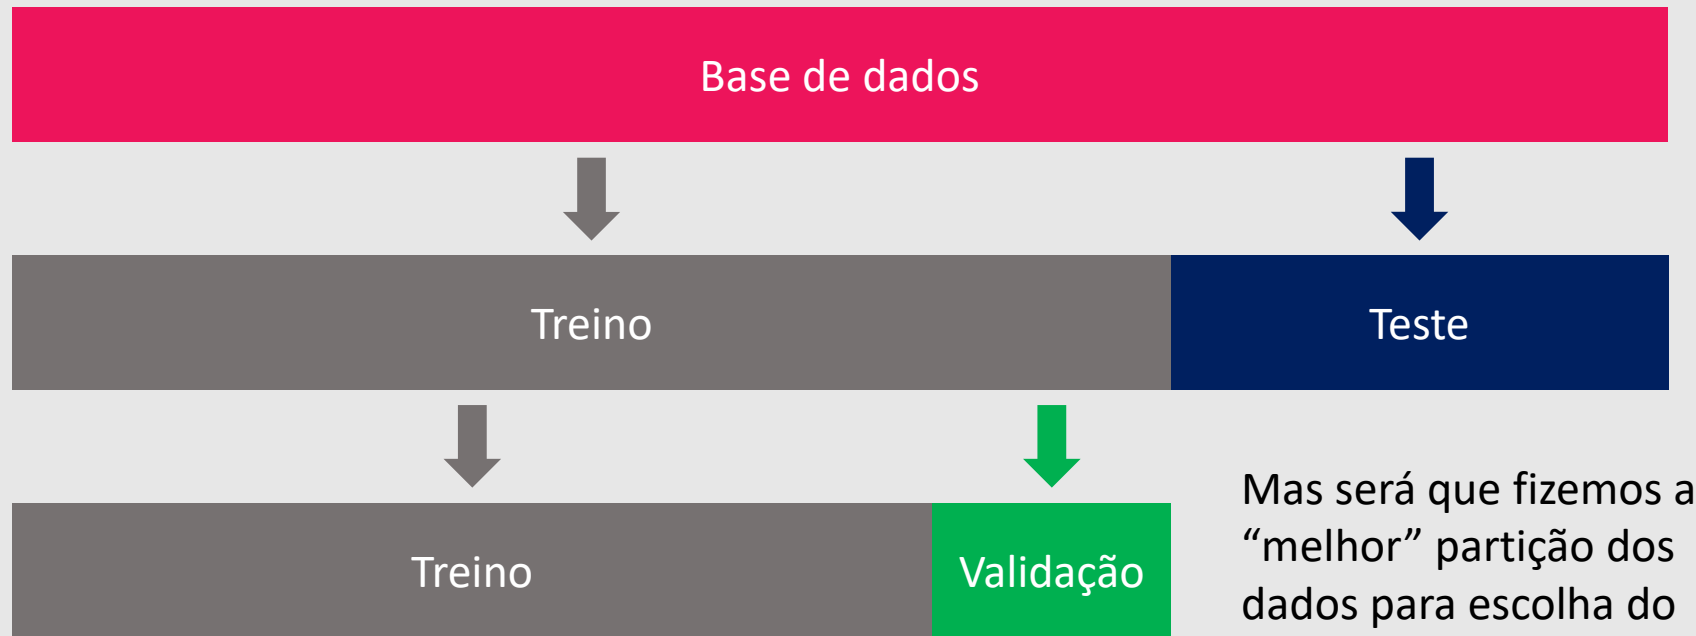 Base de dados
Treino
Teste
Treino
Validação
Mas será que fizemos a
“melhor” partição dos
dados para escolha do